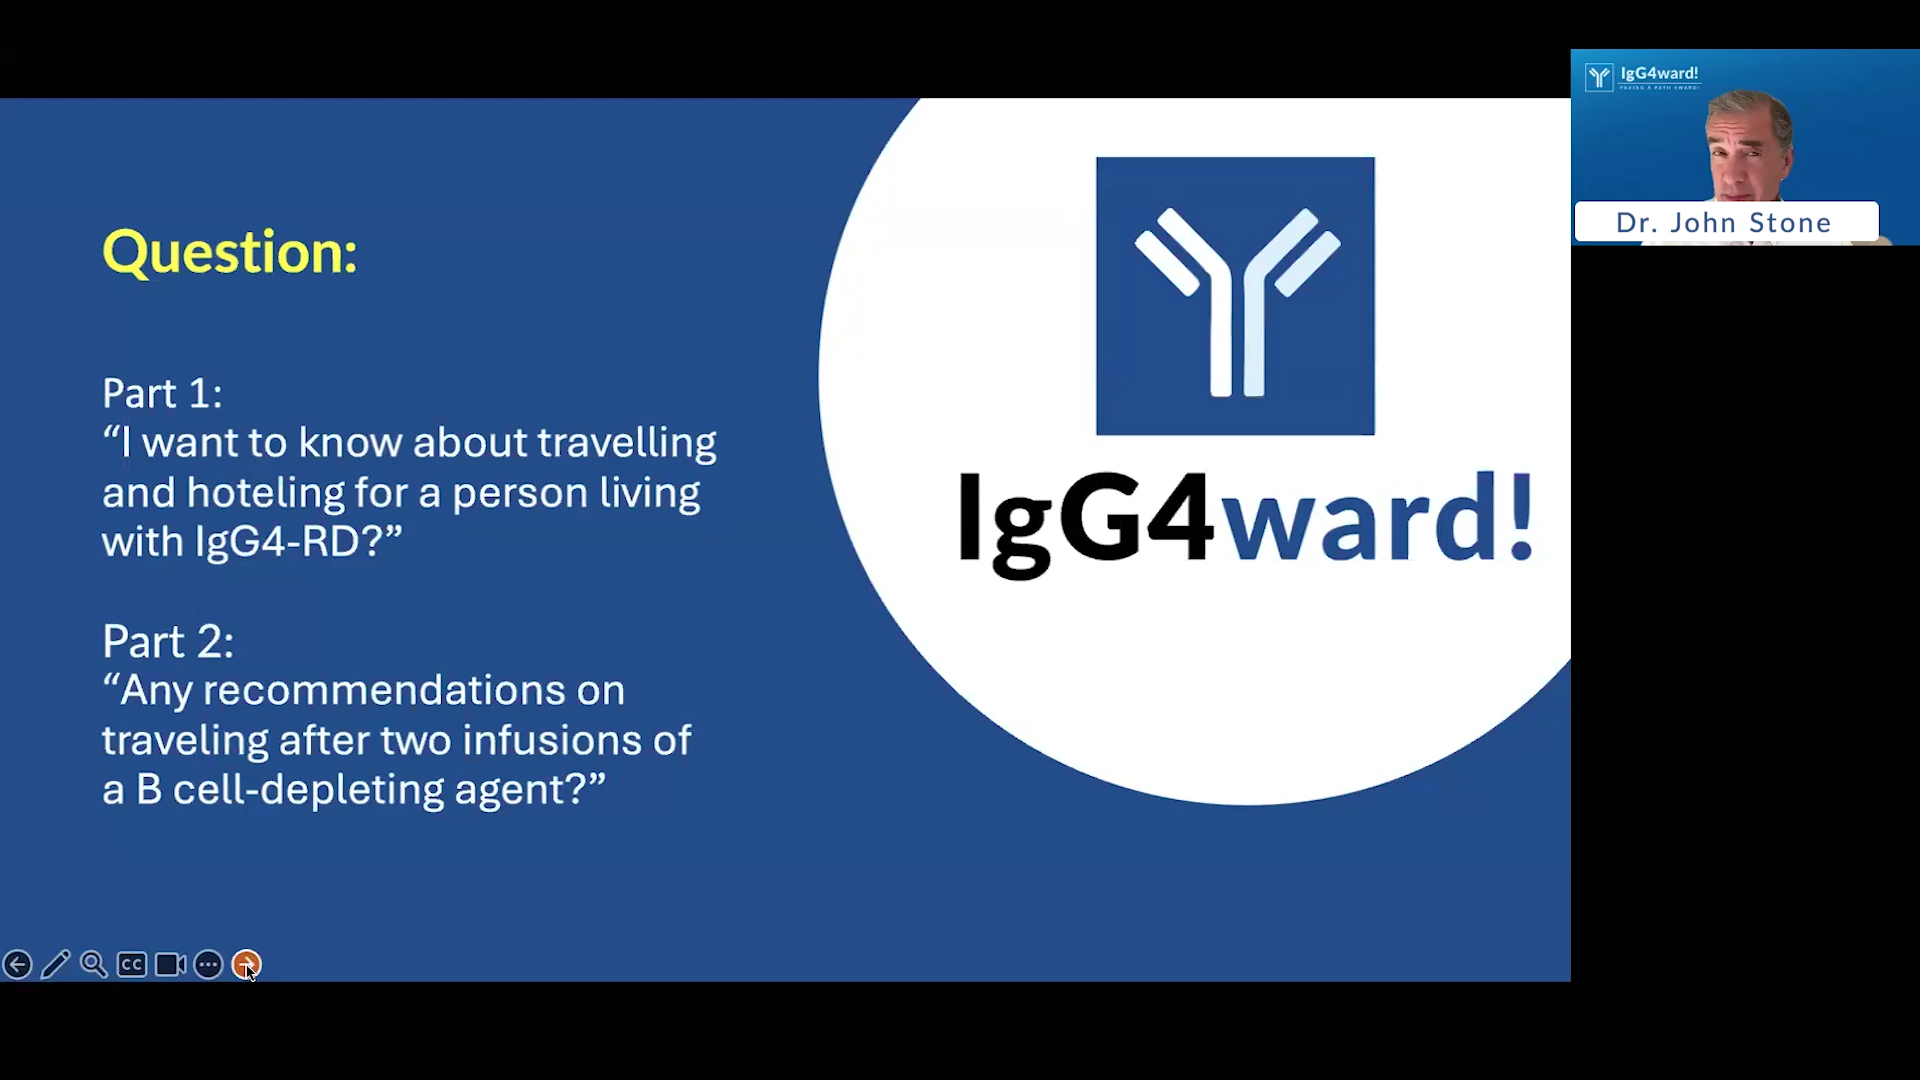 Question:
Part 1:
“I want to know about travelling
and hoteling for a person living
with IgG4-RD?”
Part 2:
“Any recommendations on
traveling after two infusions of
a B cell-depleting agent?”
IgG4ward!
CC
IgG4ward!
Dr. John Stone